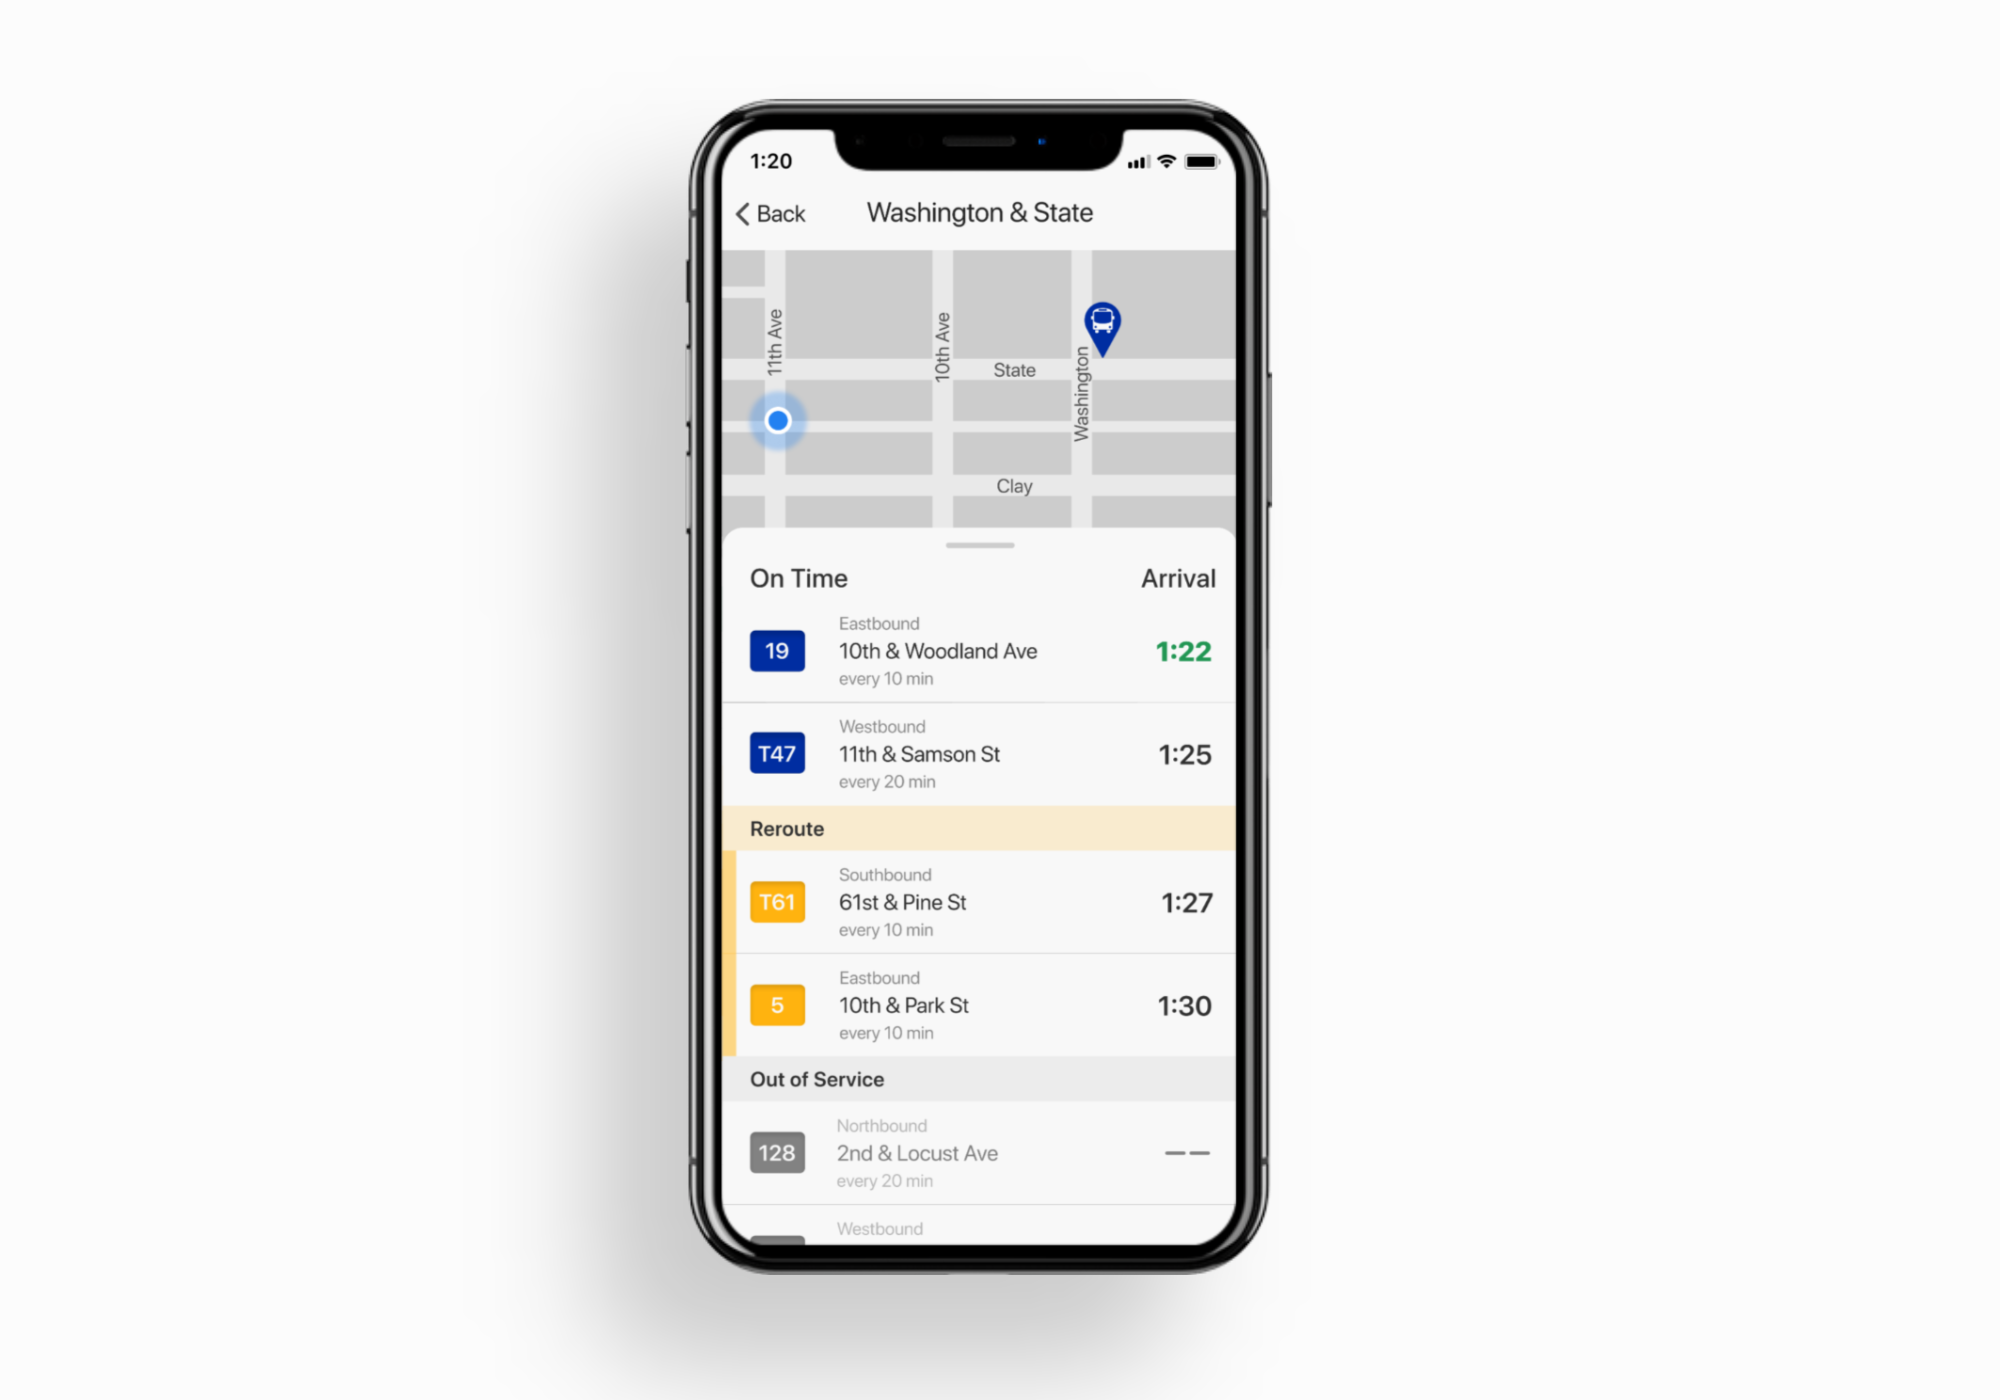 1:20
Back
Washington & State
11th Ave
10th Ave
State
Washington
Clay
On Time
Arrival
Eastbound
19
10th & Woodland Ave
1:22
every 10 min
Westbound
T47
11th & Samson St
1:25
every 20 min
Reroute
Southbound
T61
61st & Pine St
1:27
every 10 min
Eastbound
5
10th & Park St
1:30
every 10 min
Out of Service
Northbound
128
2nd & Locust Ave
— —
every 20 min
Westbound